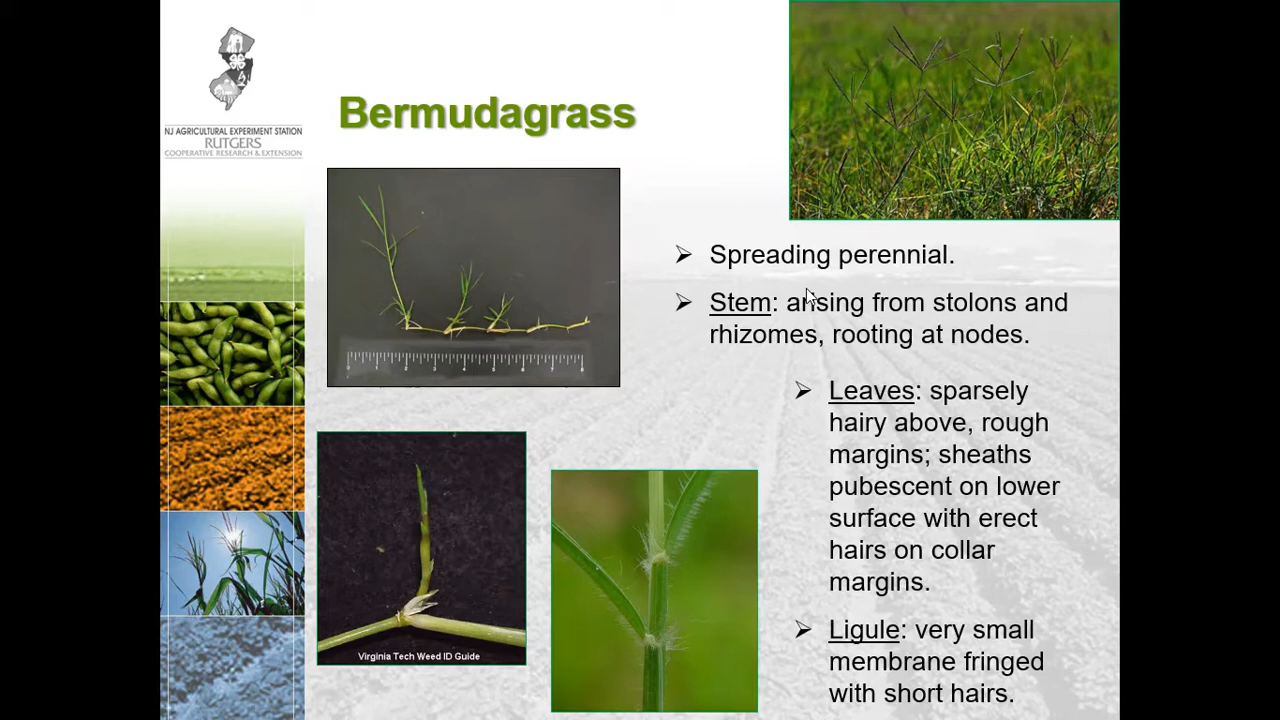 NJ AGRICULTURAL EXPERIMENT STATION
RUTGERS
COOPERATIVE RESEARCH & EXTENSION
Bermudagrass
Spreading perennial.
Stem: arising from stolons and
rhizomes, rooting at nodes.
Leaves: sparsely
hairy above, rough
margins; sheaths
pubescent on lower
surface with erect
hairs on collar
margins.
Ligule: very small
membrane fringed
with short hairs.
Virginia Tech Weed ID Guide